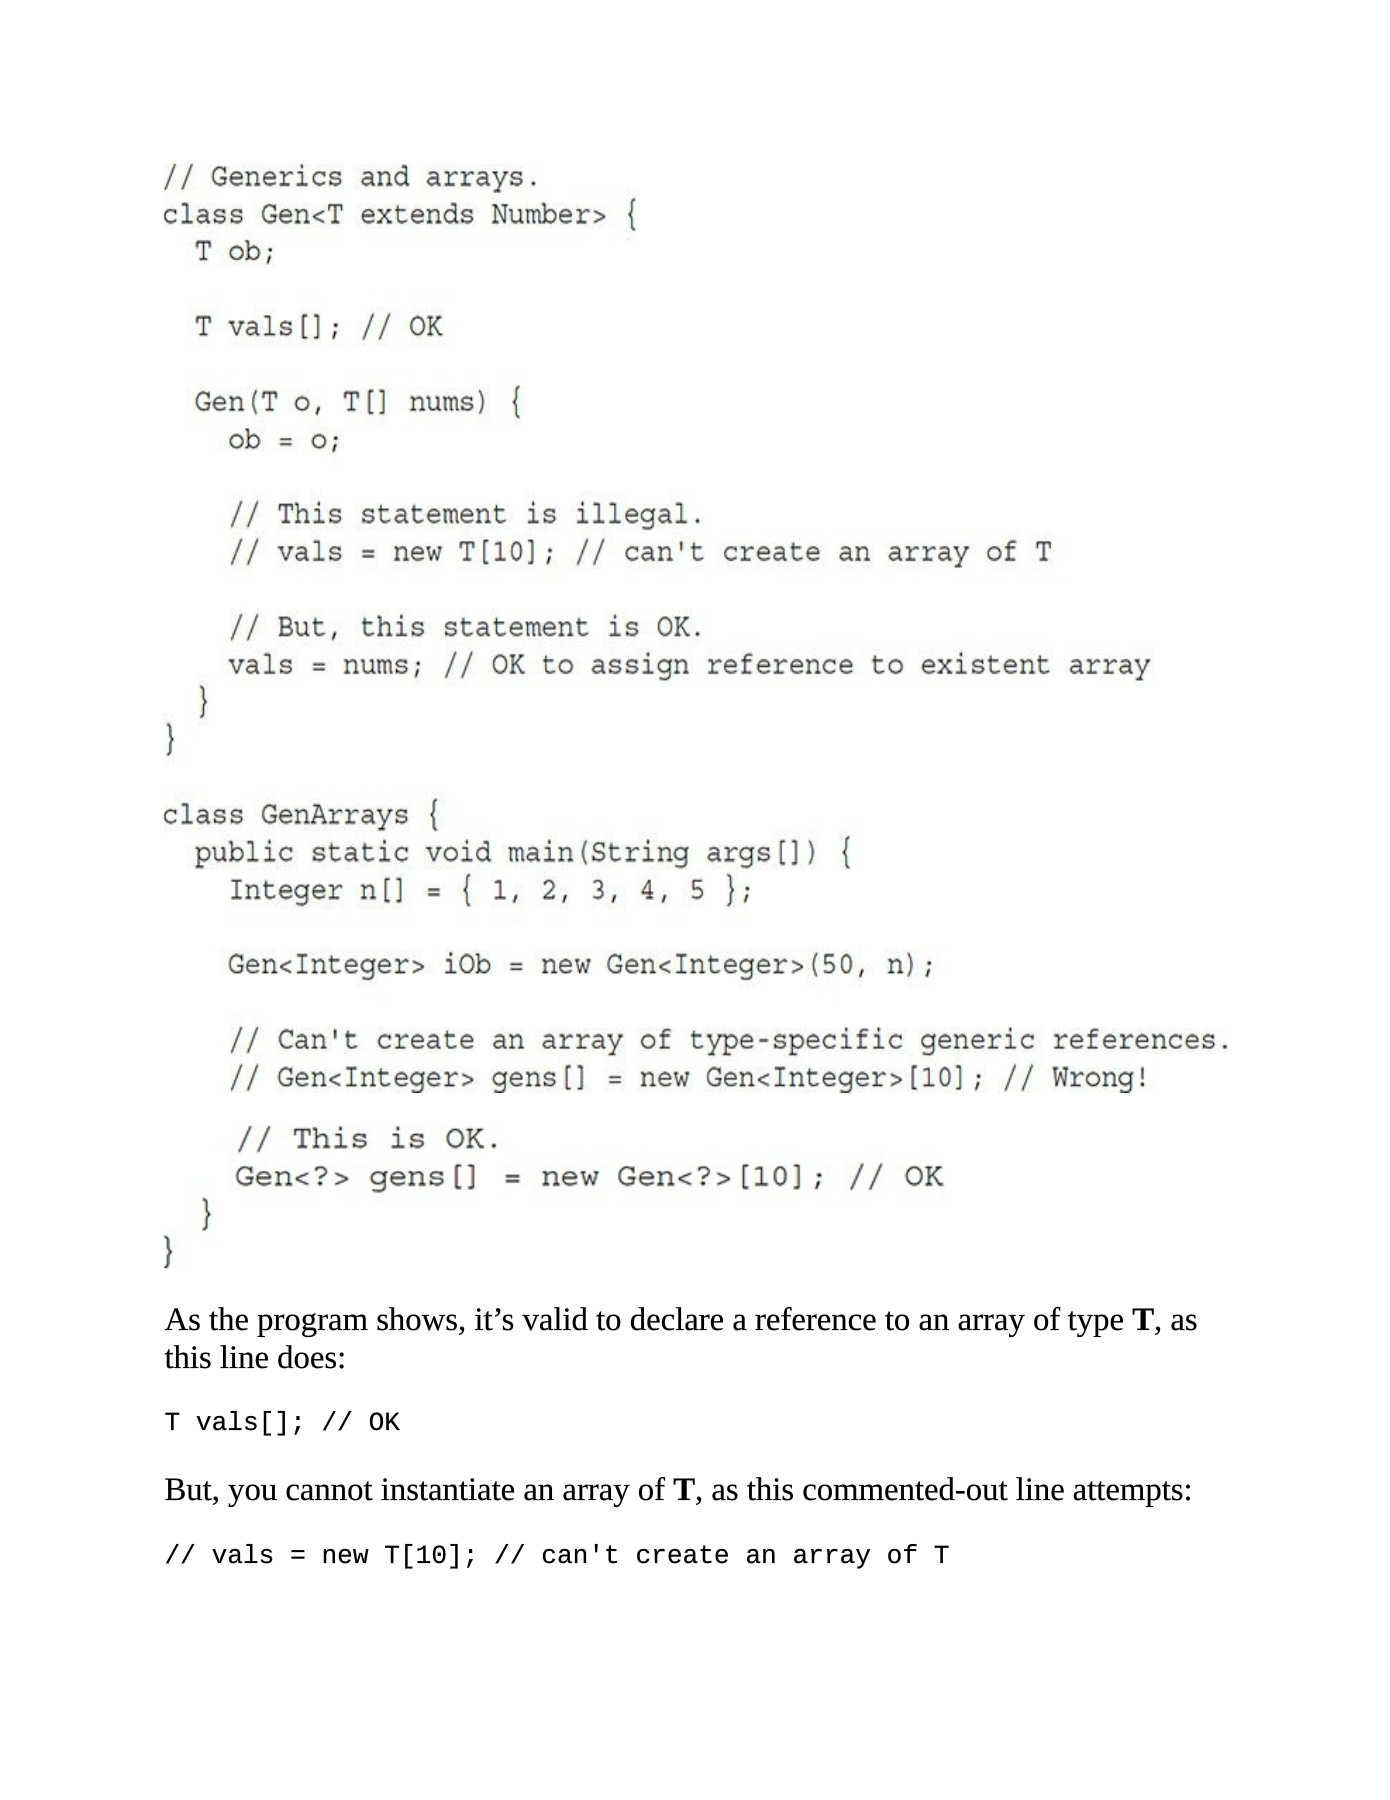 // Generics and arrays.
class Gen<T extends Number> {
  T ob;

  T vals[]; // OK

  Gen(T o, T[] nums) {
    ob = o;

    // This statement is illegal.
    // vals = new T[10]; // can't create an array of T

    // But, this statement is OK.
    vals = nums; // OK to assign reference to existent array
  }
}

class GenArrays {
  public static void main(String args[]) {
    Integer n[] = { 1, 2, 3, 4, 5 };

    Gen<Integer> iOb = new Gen<Integer>(50, n);

    // Can't create an array of type-specific generic references.
    // Gen<Integer> gens[] = new Gen<Integer>[10]; // Wrong!
    // This is OK.
    Gen<?> gens[] = new Gen<?>[10]; // OK
  }
}
As the program shows, it’s valid to declare a reference to an array of type T, as
this line does:
T vals[]; // OK
But, you cannot instantiate an array of T, as this commented-out line attempts:
// vals = new T[10]; // can't create an array of T